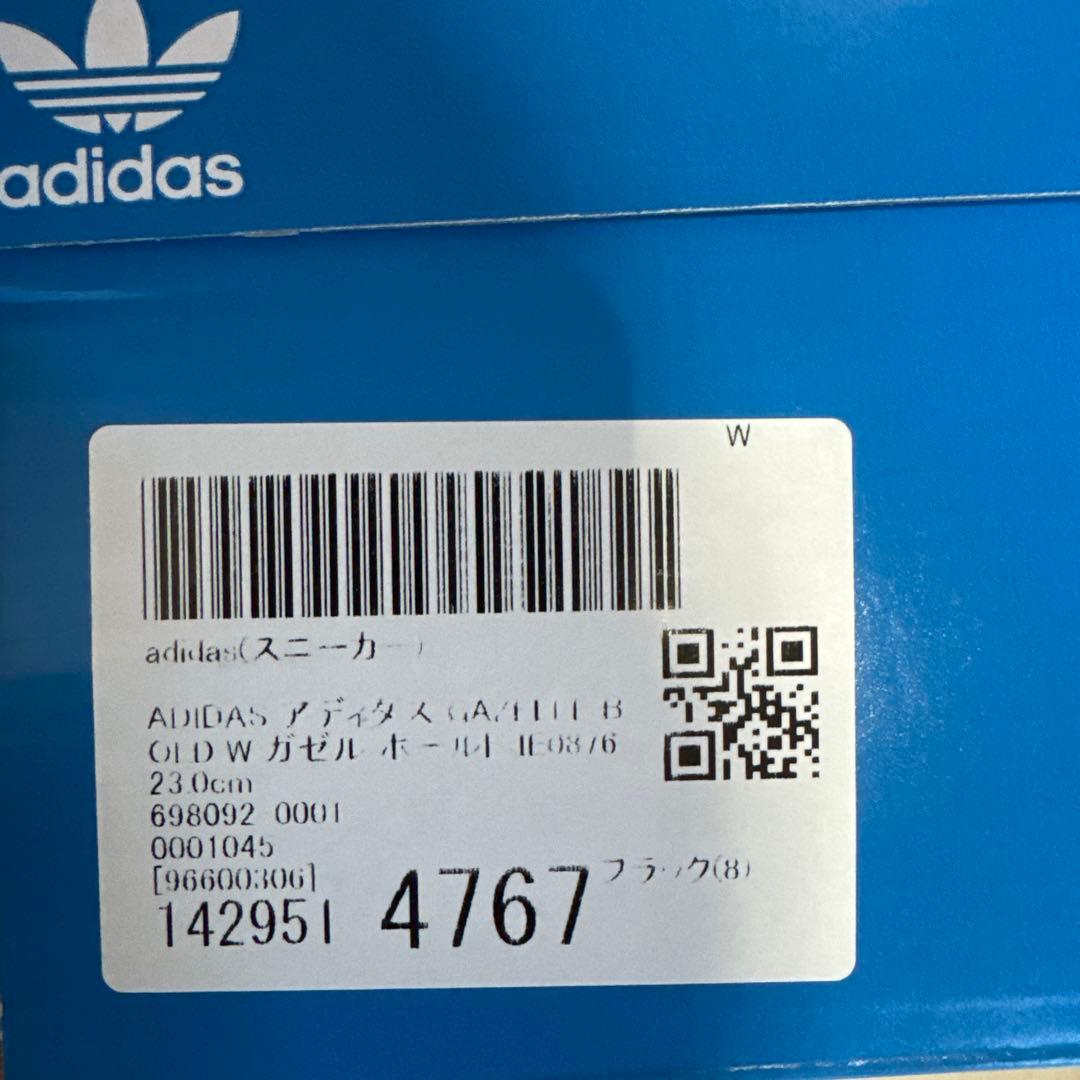 adidas
W
adidas(スニーカー)
ADIDAS アディダス GAZELLE B
OLD W ガゼル ボールド IE0876
23.0cm
698092 0001
0001045
[96600306]
ブラック(8)
142951 4767